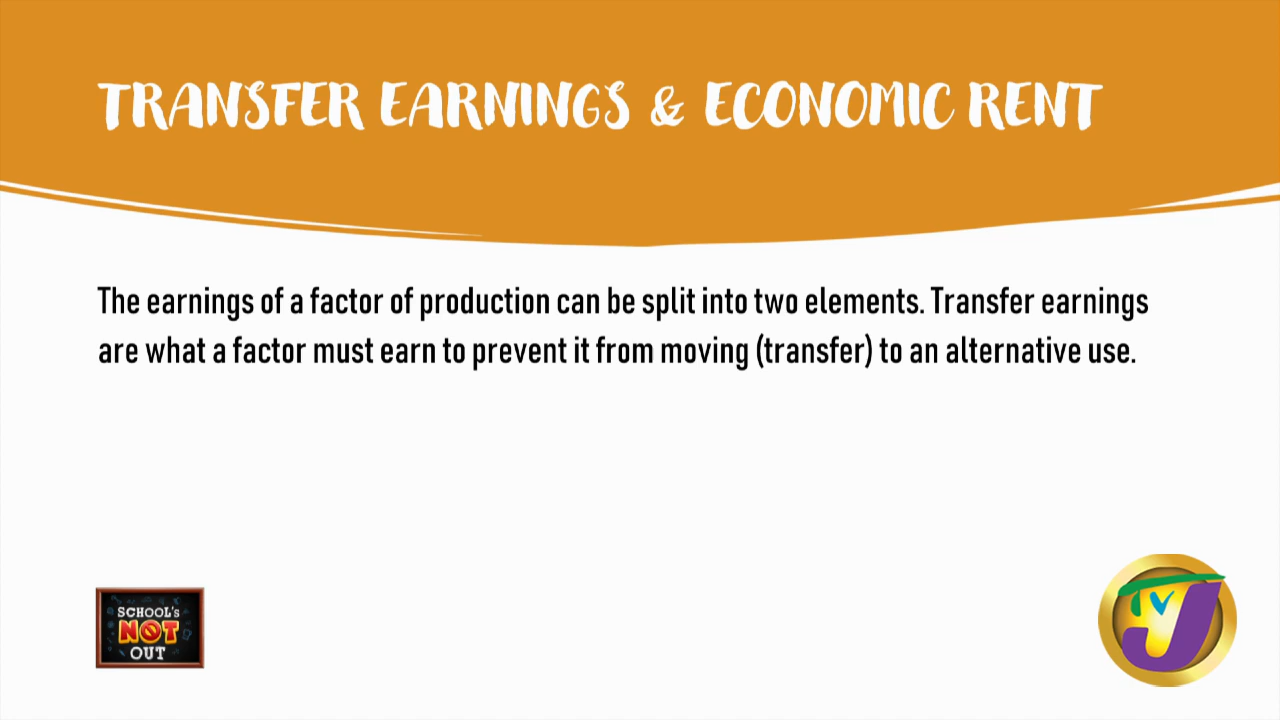 TRANSFER EARNINGS & ECONOMIC RENT
The earnings of a factor of production can be split into two elements. Transfer earnings
are what a factor must earn to prevent it from moving (transfer) to an alternative use.
SCHOOL's
NOT
OUT
TVJ